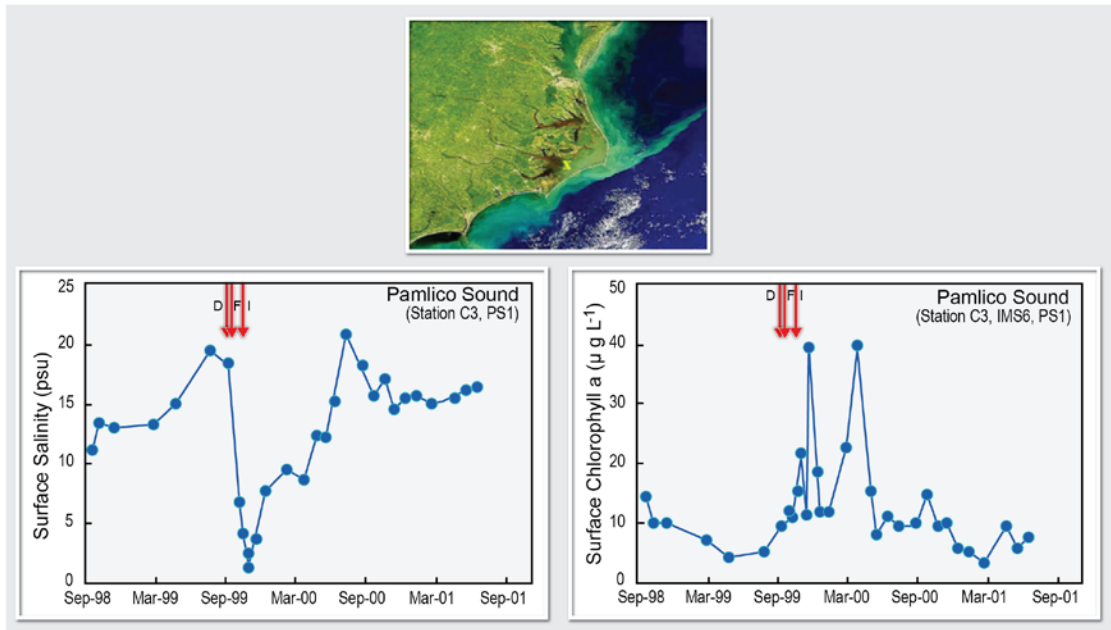 25
20
15
10
5
0
Surface Salinity (psu)
D F I
Pamlico Sound
(Station C3, PS1)
Sep-98 Mar-99 Sep-99 Mar-00 Sep-00 Mar-01 Sep-01
50
40
30
20
10
0
Surface Chlorophyll a (µ g L-1)
D F I
Pamlico Sound
(Station C3, IMS6, PS1)
Sep-98 Mar-99 Sep-99 Mar-00 Sep-00 Mar-01 Sep-01